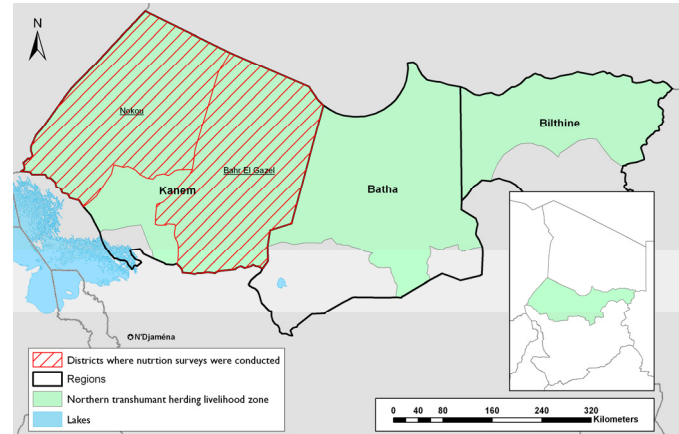 N
Nokou
Bilthine
Bahr El Gazel
Kanem
Batha
N'Djaména
Districts where nutrtion surveys were conducted
Regions
Northern transhumant herding livelihood zone
Lakes
0 40 80 160 240 320
Kilometers